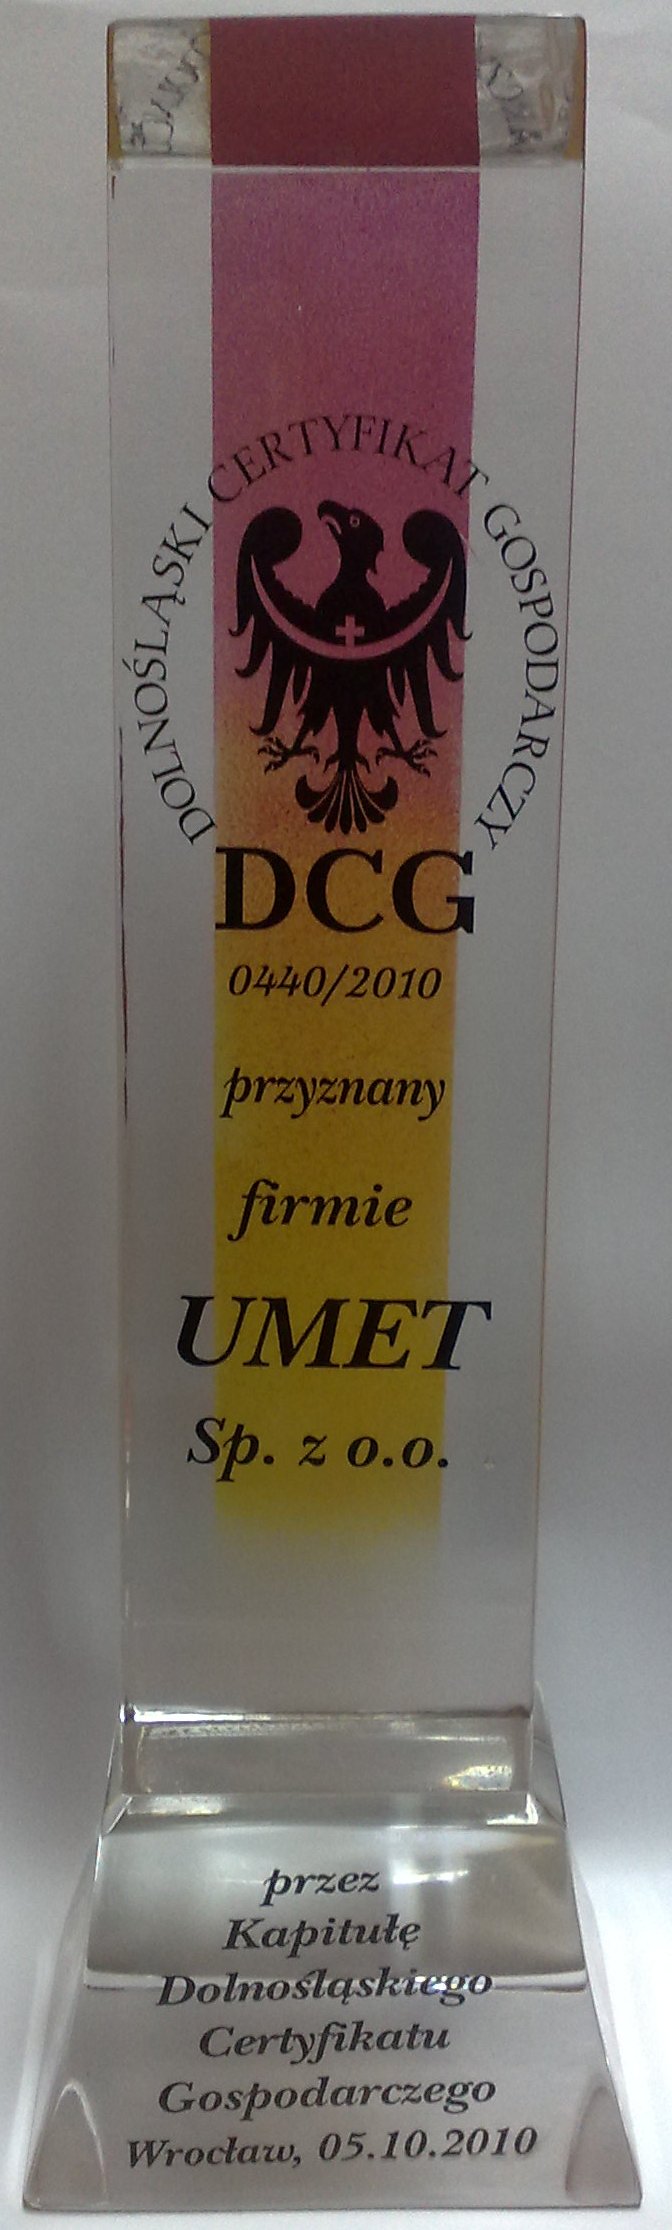 DOLNOŚLĄSKI CERTYFIKAT GOSPODARCZY
DCG
0440/2010
przyznany
firmie
UMET
Sp. z o.o.
przez
Kapitułę
Dolnośląskiego
Certyfikatu
Gospodarczego
Wrocław, 05.10.2010